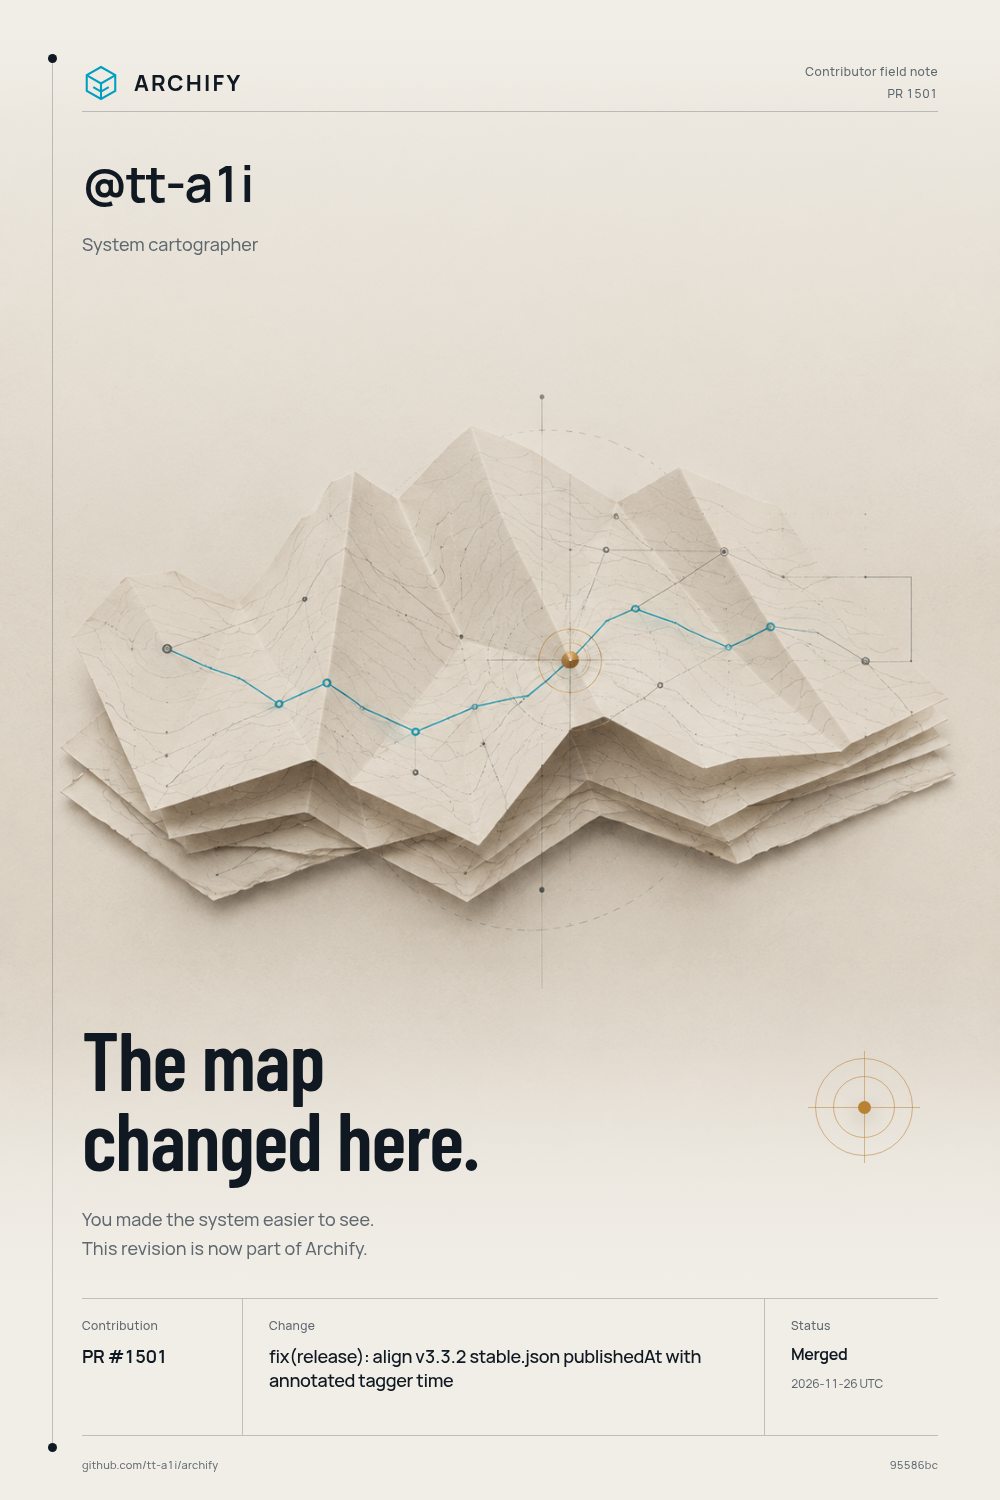 ARCHIFY
Contributor field note
PR 1501
@tt-a1i
System cartographer
The map
changed here.
You made the system easier to see.
This revision is now part of Archify.
Contribution
PR #1501
Change
fix(release): align v3.3.2 stable.json publishedAt with
annotated tagger time
Status
Merged
2026-11-26 UTC
github.com/tt-a1i/archify
95586bc